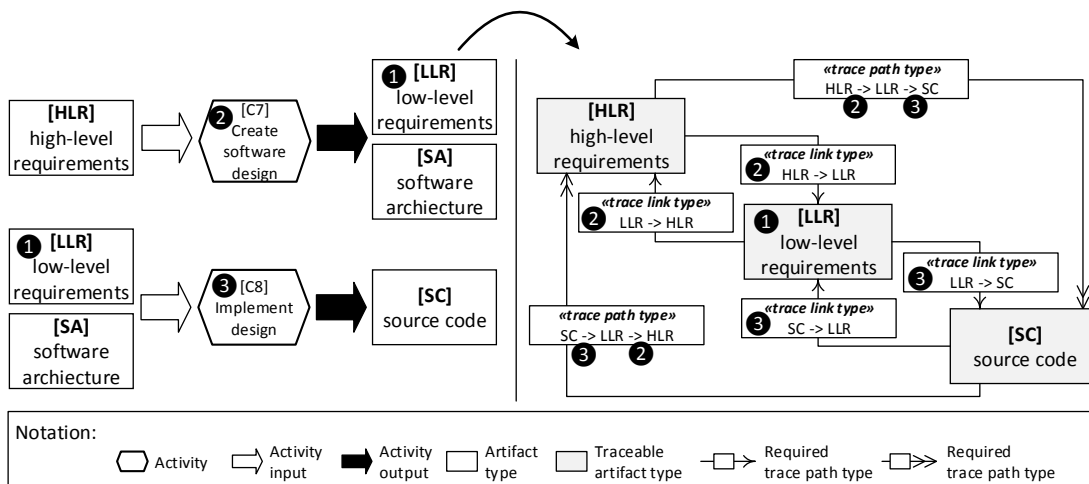 [HLR]
high-level
requirements
2
[C7]
Create
software
design
1
[LLR]
low-level
requirements
[SA]
software
archiecture
1
[LLR]
low-level
requirements
[SA]
software
archiecture
3
[C8]
Implement
design
[SC]
source code
«trace path type»
HLR -> LLR -> SC
2 3
[HLR]
high-level
requirements
«trace link type»
2 HLR -> LLR
«trace link type»
2 LLR -> HLR
1
[LLR]
low-level
requirements
«trace link type»
3 LLR -> SC
«trace link type»
3 SC -> LLR
«trace path type»
SC -> LLR -> HLR
3 2
[SC]
source code
Notation:
Activity
Activity
input
Activity
output
Artifact
type
Traceable
artifact type
Required
trace path type
Required
trace path type